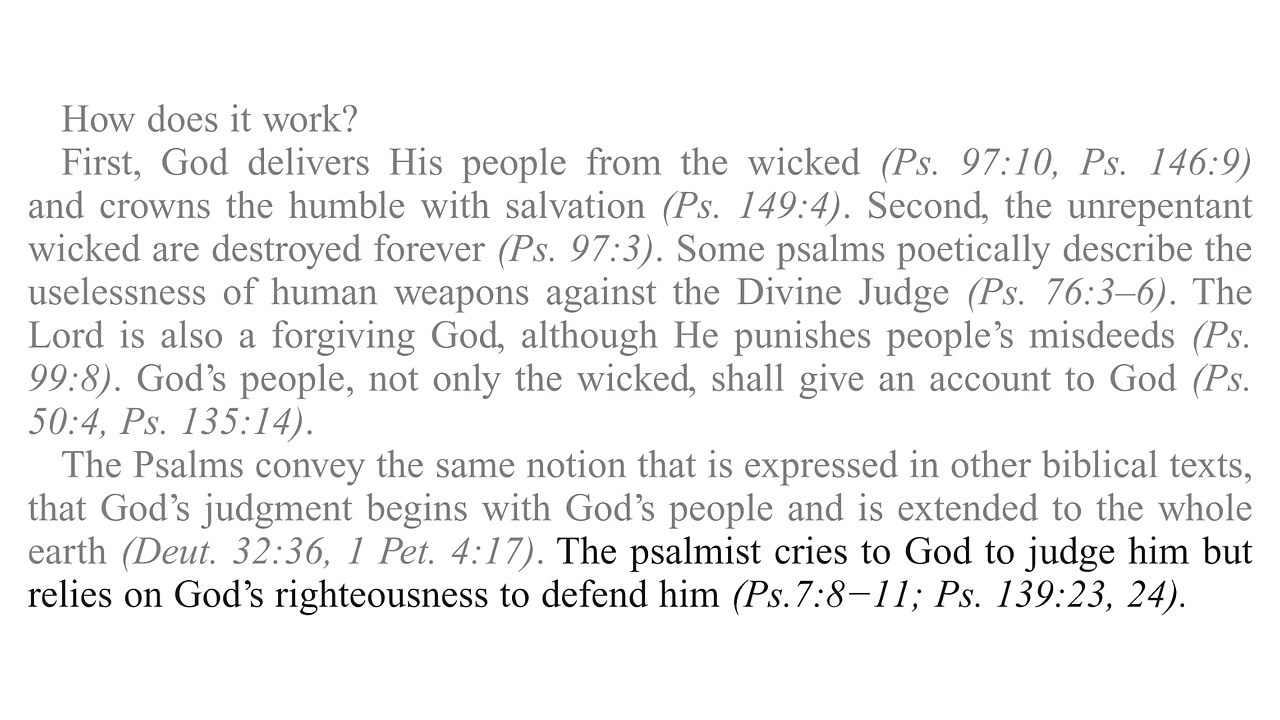 How does it work?
First, God delivers His people from the wicked (Ps. 97:10, Ps. 146:9)
and crowns the humble with salvation (Ps. 149:4). Second, the unrepentant
wicked are destroyed forever (Ps. 97:3). Some psalms poetically describe the
uselessness of human weapons against the Divine Judge (Ps. 76:3–6). The
Lord is also a forgiving God, although He punishes people’s misdeeds (Ps.
99:8). God’s people, not only the wicked, shall give an account to God (Ps.
50:4, Ps. 135:14).
The Psalms convey the same notion that is expressed in other biblical texts,
that God’s judgment begins with God’s people and is extended to the whole
earth (Deut. 32:36, 1 Pet. 4:17). The psalmist cries to God to judge him but
relies on God’s righteousness to defend him (Ps.7:8−11; Ps. 139:23, 24).